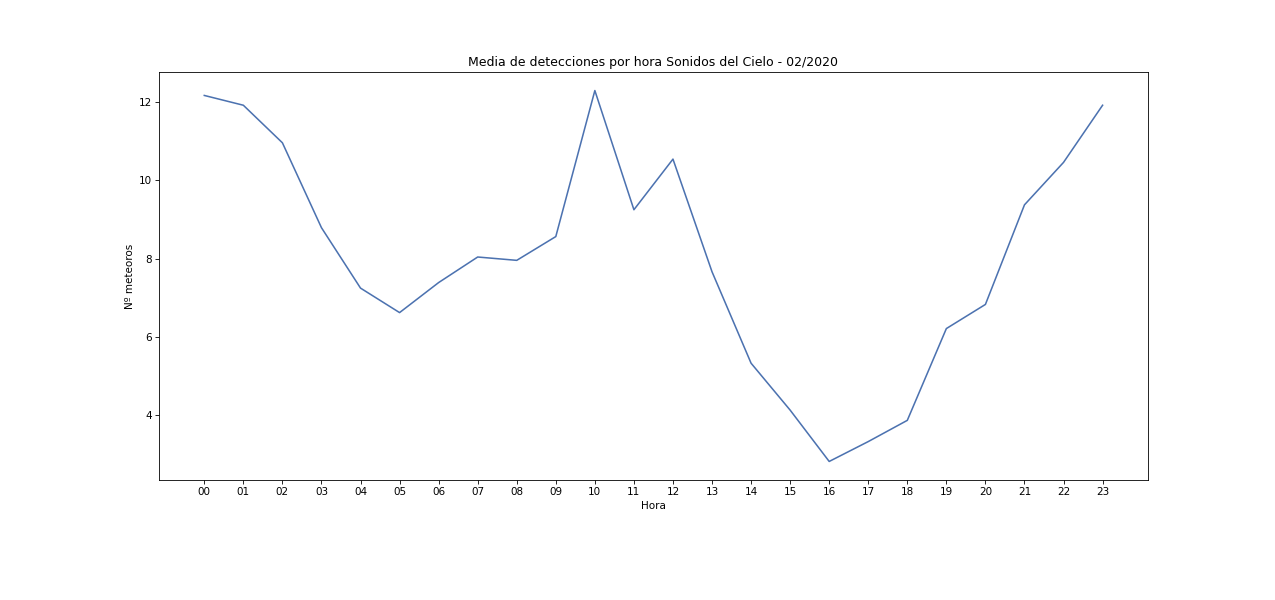 Media de detecciones por hora Sonidos del Cielo - 02/2020
12
10
8
6
4
Nº meteoros
00 01 02 03 04 05 06 07 08 09 10 11 12 13 14 15 16 17 18 19 20 21 22 23
Hora